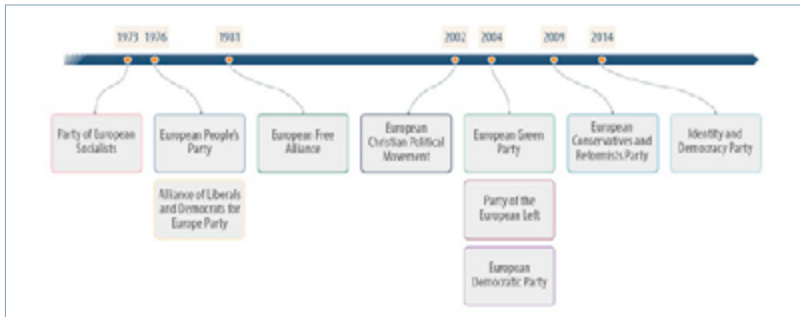 1973 1976 1981 2002 2004 2009 2014
Party of European
Socialists
European People's
Party
European Free
Alliance
European
Christian Political
Movement
European Green
Party
European
Conservatives and
Reformists Party
Identity and
Democracy Party
Alliance of Liberals
and Democrats for
Europe Party
Party of the
European Left
European
Democratic Party